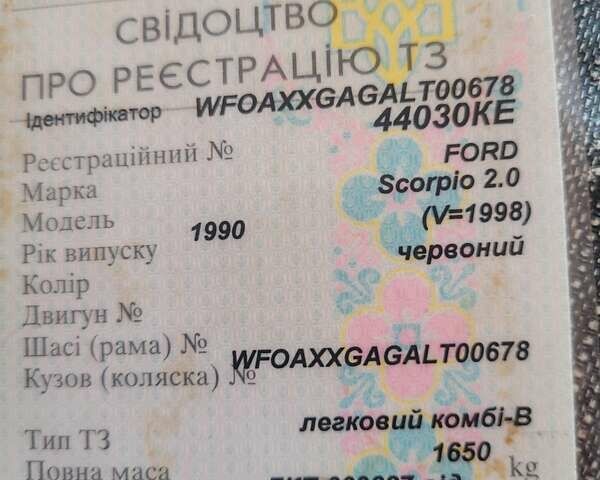 СВІДОЦТВО
ПРО РЕЄСТРАЦІЮ ТЗ
Ідентифікатор WFOAXXGAGALT00678
Реєстраційний № 44030КЕ
Марка FORD
Модель Scorpio 2.0
Рік випуску 1990 (V=1998)
Колір червоний
Двигун №
Шасі (рама) №
Кузов (коляска) № WFOAXXGAGALT00678
Тип ТЗ легковий комбі-В
Повна маса 1650 kg